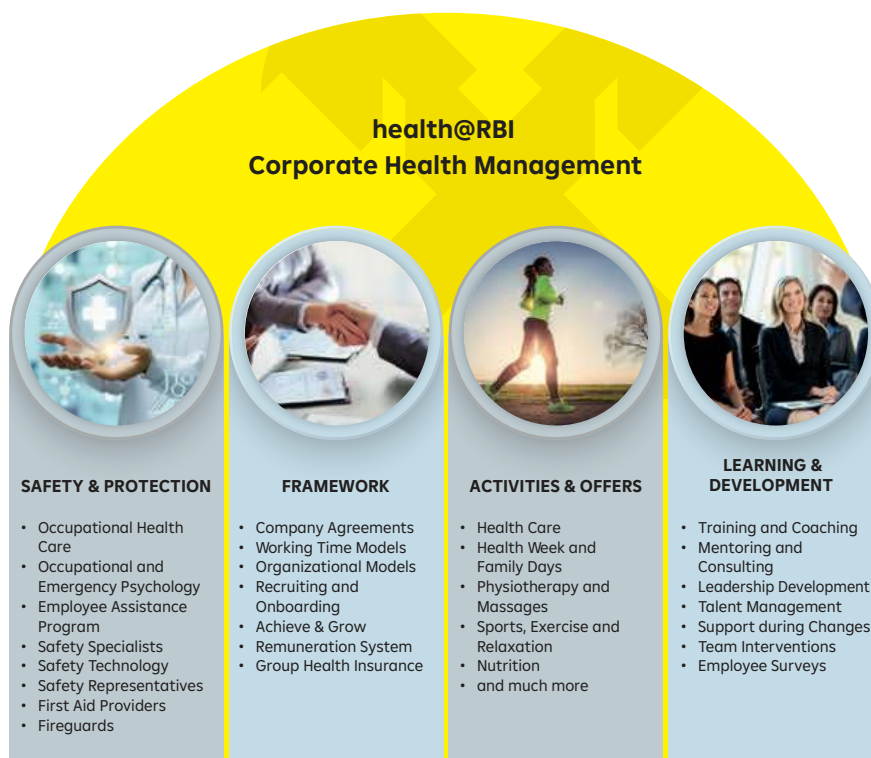 health@RBI
Corporate Health Management
SAFETY & PROTECTION
• Occupational Health
Care
• Occupational and
Emergency Psychology
• Employee Assistance
Program
• Safety Specialists
• Safety Technology
• Safety Representatives
• First Aid Providers
• Fireguards
FRAMEWORK
• Company Agreements
• Working Time Models
• Organizational Models
• Recruiting and
Onboarding
• Achieve & Grow
• Remuneration System
• Group Health Insurance
ACTIVITIES & OFFERS
• Health Care
• Health Week and
Family Days
• Physiotherapy and
Massages
• Sports, Exercise and
Relaxation
• Nutrition
• and much more
LEARNING &
DEVELOPMENT
• Training and Coaching
• Mentoring and
Consulting
• Leadership Development
• Talent Management
• Support during Changes
• Team Interventions
• Employee Surveys